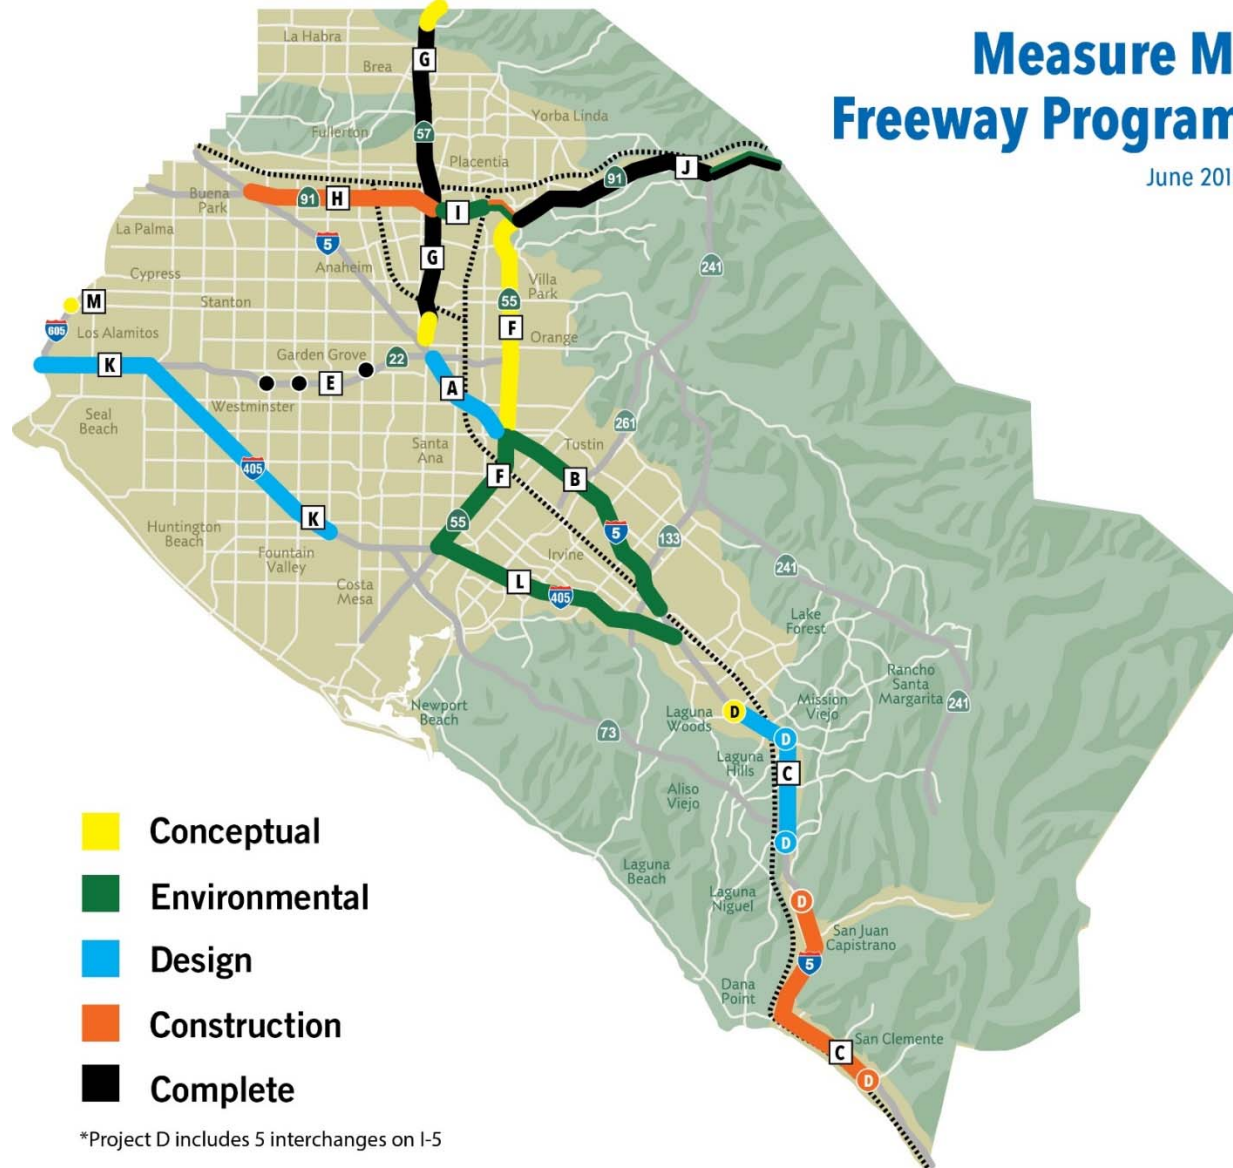 Measure M
Freeway Program
June 201
La Habra
Brea
G
57
Yorba Linda
Fullerton
Placentia
J
91
Buena
Park
91
H
I
La Palma
5
Anaheim
G
Cypress
Stanton
Villa
Park
241
M
55
605
Los Alamitos
F
Orange
K
Garden Grove
22
E
A
Westminster
Seal
Beach
261
Santa
Ana
Tustin
405
F
B
K
55
5
Huntington
Beach
Fountain
Valley
Irvine
133
Costa
Mesa
L
405
241
Lake
Forest
Rancho
Santa
Margarita
241
Newport
Beach
Laguna
Woods
D
Mission
Viejo
73
D
Laguna
Hills
C
Aliso
Viejo
D
Laguna
Beach
Laguna
Niguel
D
San Juan
Capistrano
5
Dana
Point
C
San Clemente
D
Conceptual
Environmental
Design
Construction
Complete
*Project D includes 5 interchanges on I-5